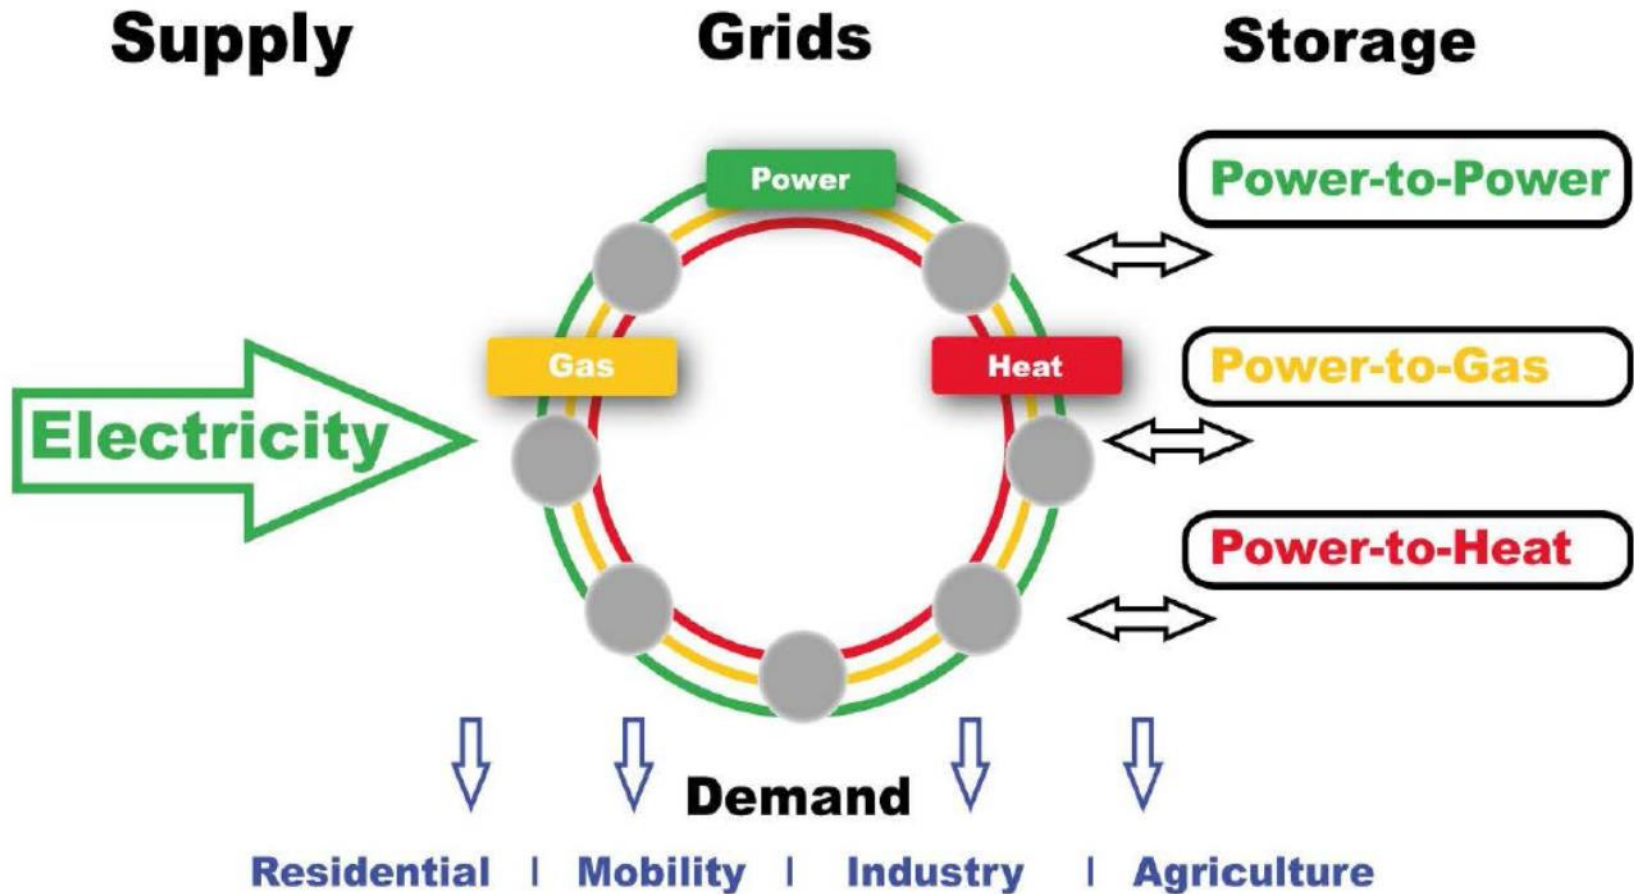 Supply
Grids
Storage
Power
Power-to-Power
Gas
Heat
Power-to-Gas
Electricity
Power-to-Heat
Demand
Residential | Mobility | Industry | Agriculture